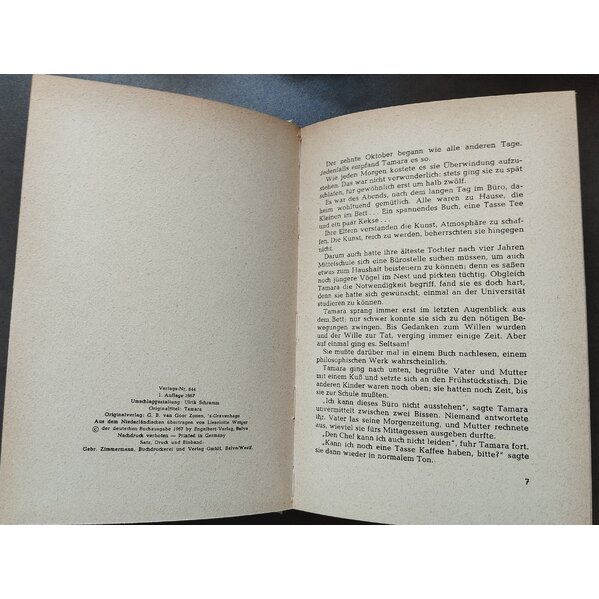 Verlags-Nr. 844
1. Auflage 1967
Umschlaggestaltung: Ulrik Schramm
Originaltitel: Tamara
Originalverlag: G. B. van Goor Zonen, 's-Gravenhage
Aus dem Niederländischen übertragen von Lieselotte Weiger
© der deutschen Buchausgabe 1967 by Engelbert-Verlag, Balve
Nachdruck verboten — Printed in Germany
Satz, Druck und Einband:
Gebr. Zimmermann, Buchdruckerei und Verlag GmbH, Balve/Westf.
Der zehnte Oktober begann wie alle anderen Tage.
Jedenfalls empfand Tamara es so.
Wie jeden Morgen kostete es sie Überwindung aufzu-
stehen. Das war nicht verwunderlich: stets ging sie zu spät
schlafen, für gewöhnlich erst um halb zwölf.
Es war des Abends, nach dem langen Tag im Büro, da-
heim wohltuend gemütlich. Alle waren zu Hause, die
Kleinen im Bett . . . Ein spannendes Buch, eine Tasse Tee
und ein paar Kekse . . .
Ihre Eltern verstanden die Kunst, Atmosphäre zu schaf-
fen. Die Kunst, reich zu werden, beherrschten sie hingegen
nicht.
Darum auch hatte ihre älteste Tochter nach vier Jahren
Mittelschule sich eine Bürostelle suchen müssen, um auch
etwas zum Haushalt beisteuern zu können; denn es saßen
noch jüngere Vögel im Nest und pickten tüchtig. Obgleich
Tamara die Notwendigkeit begriff, fand sie es doch hart,
denn sie hatte sich gewünscht, einmal an der Universität
studieren zu können.
Tamara sprang immer erst im letzten Augenblick aus
dem Bett; nur schwer konnte sie sich zu den nötigen Be-
wegungen zwingen. Bis Gedanken zum Willen wurden
und der Wille zur Tat, verging immer einige Zeit. Aber
auf einmal ging es. Seltsam!
Sie mußte darüber mal in einem Buch nachlesen, einem
philosophischen Werk wahrscheinlich.
Tamara ging nach unten, begrüßte Vater und Mutter
mit einem Kuß und setzte sich an den Frühstückstisch. Die
anderen Kinder waren noch oben; sie hatten noch Zeit, bis
sie zur Schule mußten.
„Ich kann dieses Büro nicht ausstehen", sagte Tamara
unvermittelt zwischen zwei Bissen. Niemand antwortete
ihr. Vater las seine Morgenzeitung, und Mutter rechnete
aus, wieviel sie fürs Mittagessen ausgeben durfte.
„Den Chef kann ich auch nicht leiden", fuhr Tamara fort.
„Kann ich noch eine Tasse Kaffee haben, bitte?" sagte
sie dann wieder in normalem Ton.
7